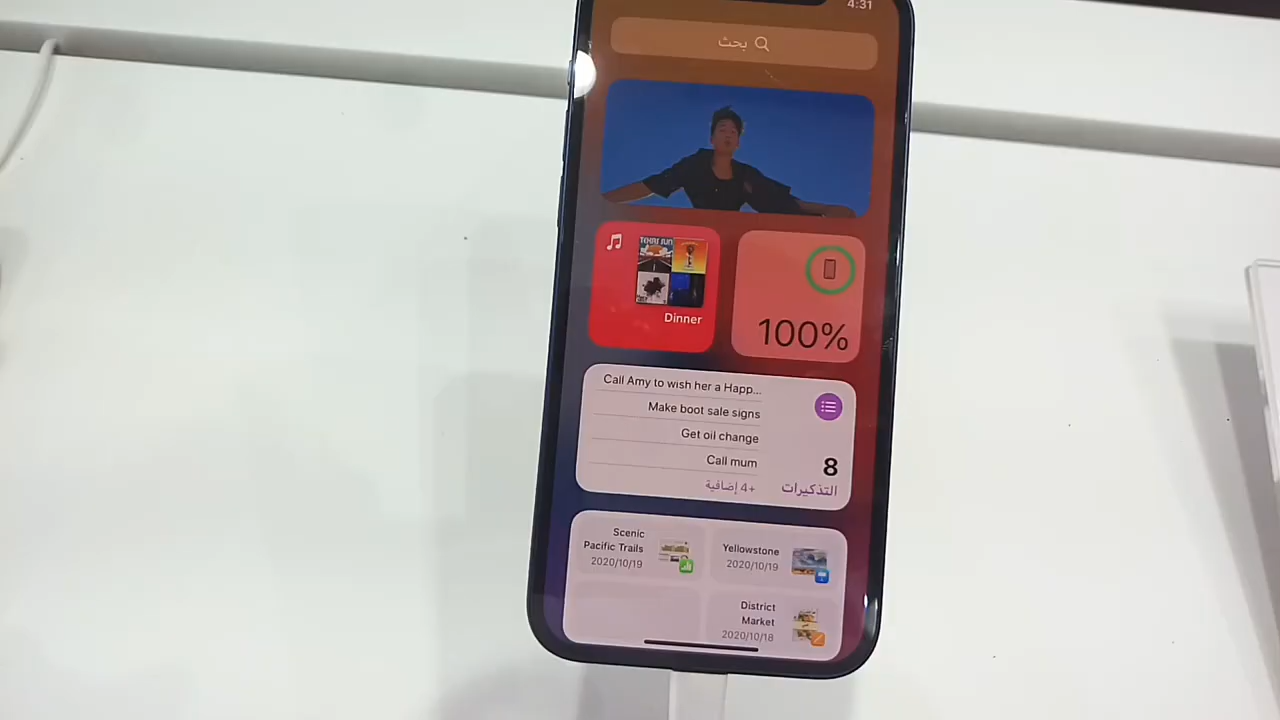 4:31
بحث
TEXAS SUN
Dinner
100%
Call Amy to wish her a Happ...
Make boot sale signs
Get oil change
Call mum
+4 إضافية
8
التذكيرات
Scenic
Pacific Trails
2020/10/19
Yellowstone
2020/10/19
District
Market
2020/10/18